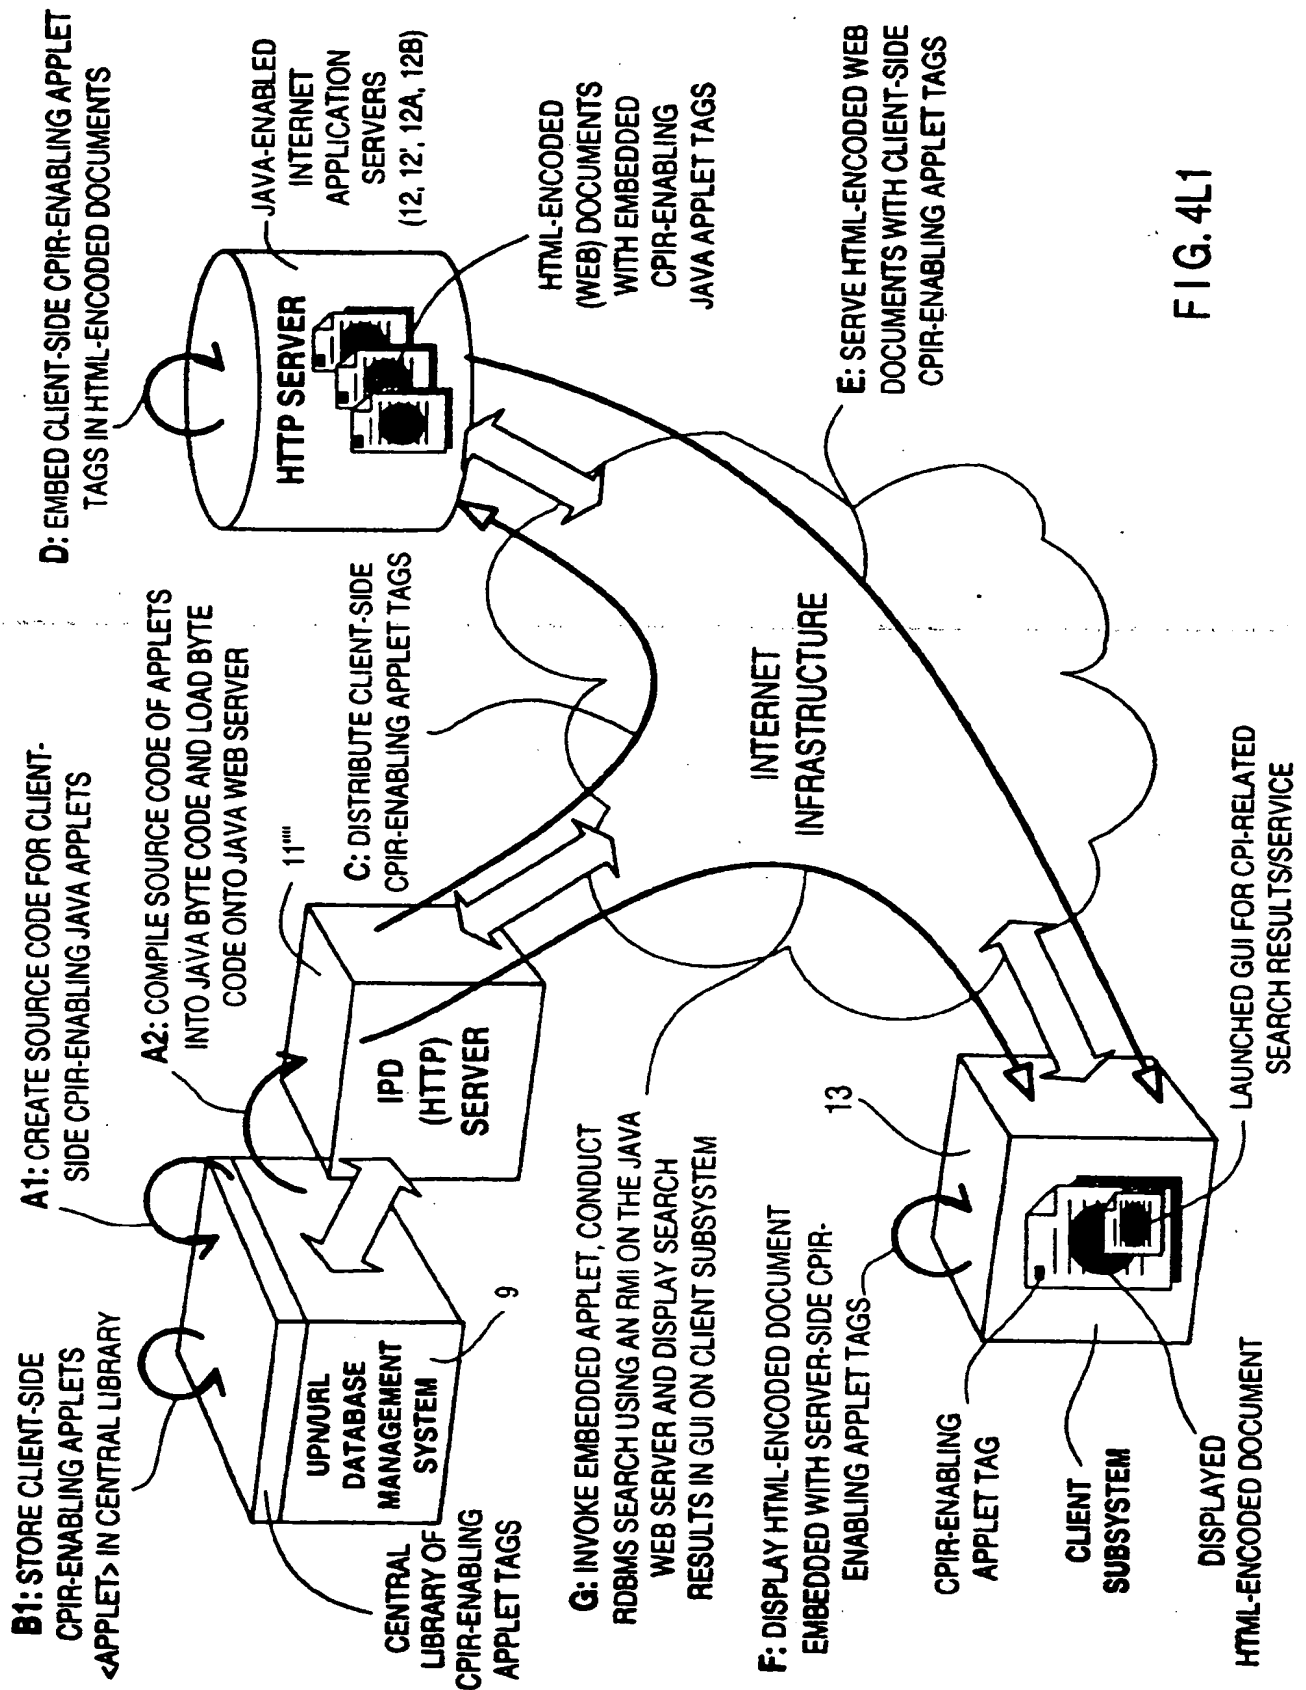 B1: STORE CLIENT-SIDE
CPIR-ENABLING APPLETS
<APPLET> IN CENTRAL LIBRARY
A1: CREATE SOURCE CODE FOR CLIENT-
SIDE CPIR-ENABLING JAVA APPLETS
A2: COMPILE SOURCE CODE OF APPLETS
INTO JAVA BYTE CODE AND LOAD BYTE
CODE ONTO JAVA WEB SERVER
D: EMBED CLIENT-SIDE CPIR-ENABLING APPLET
TAGS IN HTML-ENCODED DOCUMENTS
JAVA-ENABLED
INTERNET
APPLICATION
SERVERS
(12, 12', 12A, 12B)
HTTP SERVER
HTML-ENCODED
(WEB) DOCUMENTS
WITH EMBEDDED
CPIR-ENABLING
JAVA APPLET TAGS
11''''
C: DISTRIBUTE CLIENT-SIDE
CPIR-ENABLING APPLET TAGS
IPD
(HTTP)
SERVER
UPN/URL
DATABASE
MANAGEMENT
SYSTEM
9
CENTRAL
LIBRARY OF
CPIR-ENABLING
APPLET TAGS
G: INVOKE EMBEDDED APPLET, CONDUCT
RDBMS SEARCH USING AN RMI ON THE JAVA
WEB SERVER AND DISPLAY SEARCH
RESULTS IN GUI ON CLIENT SUBSYSTEM
INTERNET
INFRASTRUCTURE
E: SERVE HTML-ENCODED WEB
DOCUMENTS WITH CLIENT-SIDE
CPIR-ENABLING APPLET TAGS
F: DISPLAY HTML-ENCODED DOCUMENT
EMBEDDED WITH SERVER-SIDE CPIR-
ENABLING APPLET TAGS
13
CPIR-ENABLING
APPLET TAG
CLIENT
SUBSYSTEM
DISPLAYED
HTML-ENCODED DOCUMENT
LAUNCHED GUI FOR CPI-RELATED
SEARCH RESULTS/SERVICE
FIG. 4L1